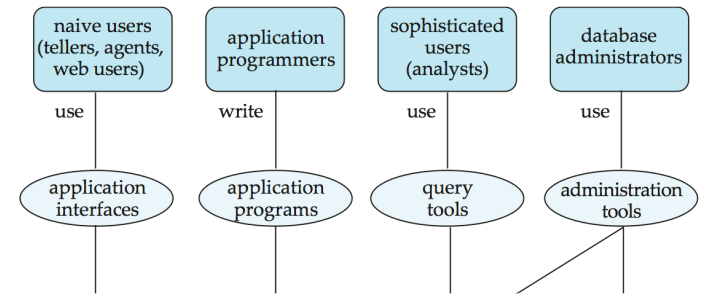 naive users
(tellers, agents,
web users)
application
programmers
sophisticated
users
(analysts)
database
administrators
use
write
use
use
application
interfaces
application
programs
query
tools
administration
tools